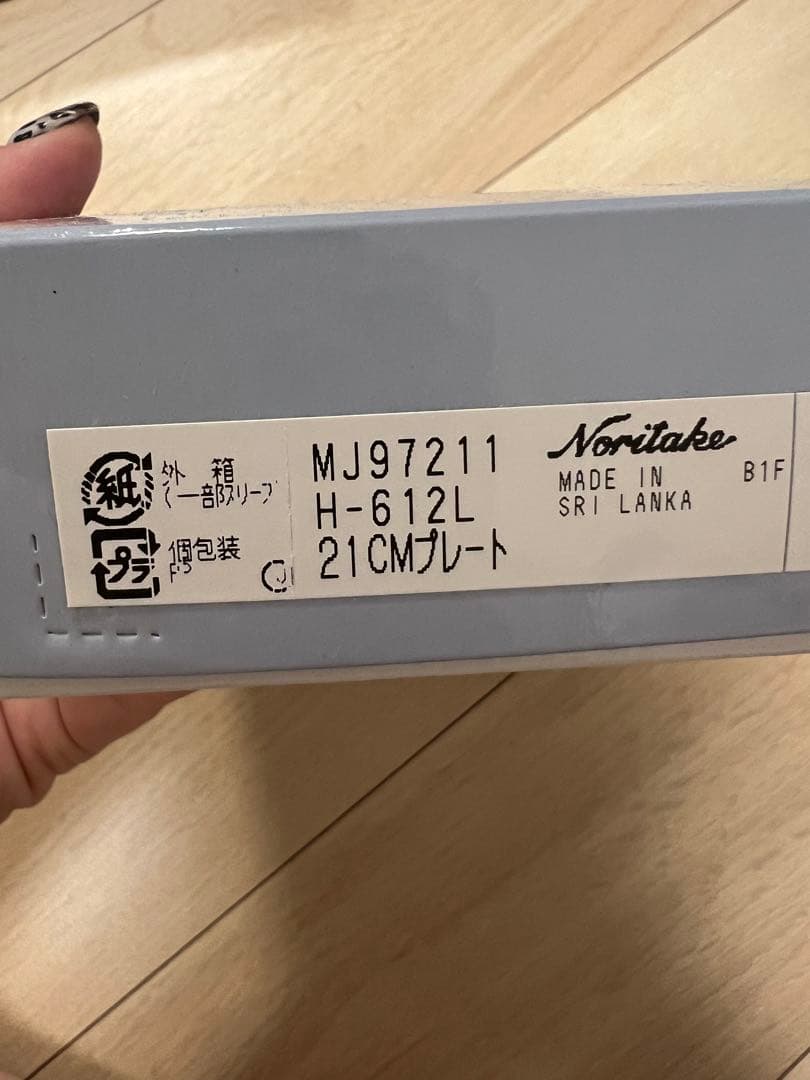 紙 外 箱
(一部スリーブ
プラ 個包装
MJ97211
H-612L
21CMプレート
Noritake
MADE IN
SRI LANKA
B1F